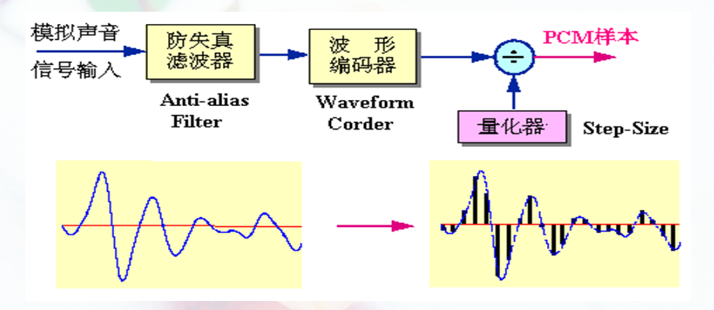 模拟声音
信号输入
防失真
滤波器
Anti-alias
Filter
波 形
编码器
Waveform
Corder
÷
PCM样本
量化器
Step-Size